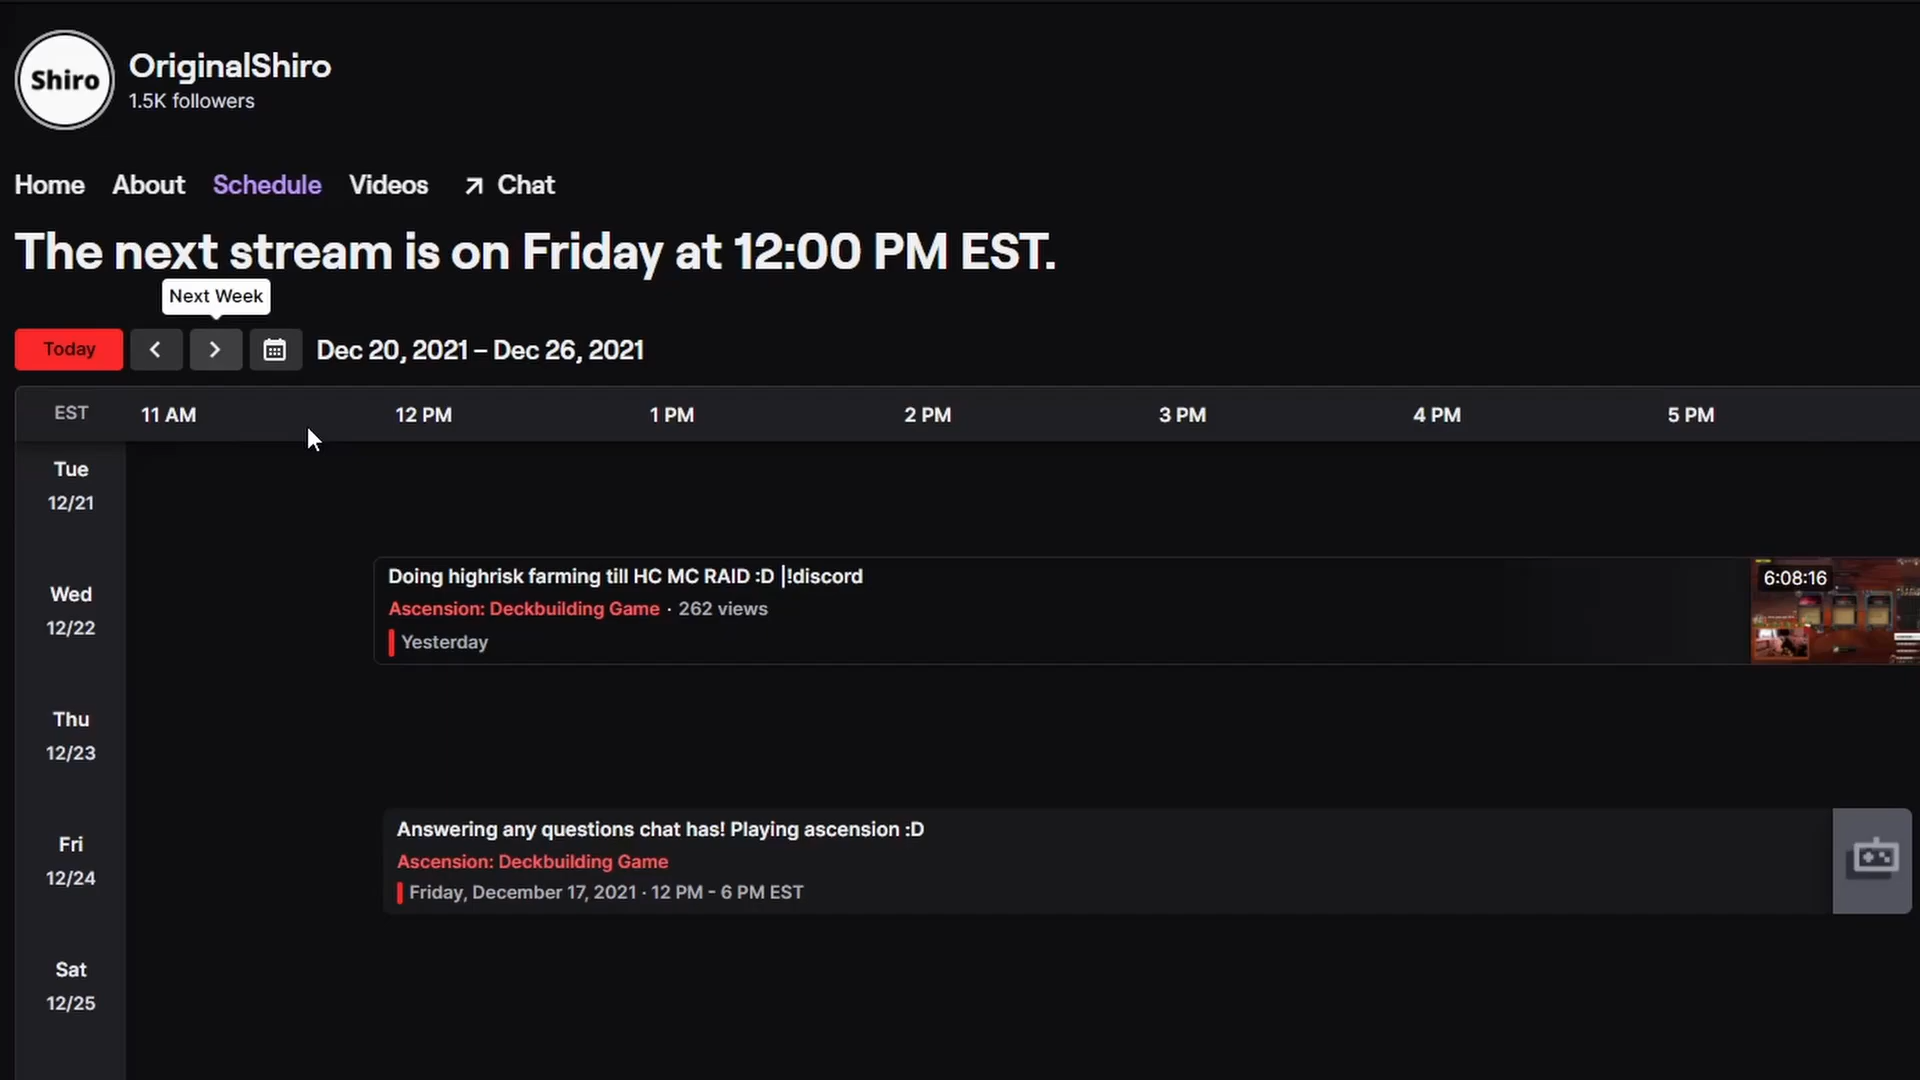 Shiro
OriginalShiro
1.5K followers
Home About Schedule Videos Chat
The next stream is on Friday at 12:00 PM EST.
Next Week
Today Dec 20, 2021 – Dec 26, 2021
EST 11 AM 12 PM 1 PM 2 PM 3 PM 4 PM 5 PM
Tue
12/21
Wed
12/22
Doing highrisk farming till HC MC RAID :D |!discord
Ascension: Deckbuilding Game · 262 views
Yesterday
6:08:16
Thu
12/23
Fri
12/24
Answering any questions chat has! Playing ascension :D
Ascension: Deckbuilding Game
Friday, December 17, 2021 · 12 PM - 6 PM EST
Sat
12/25